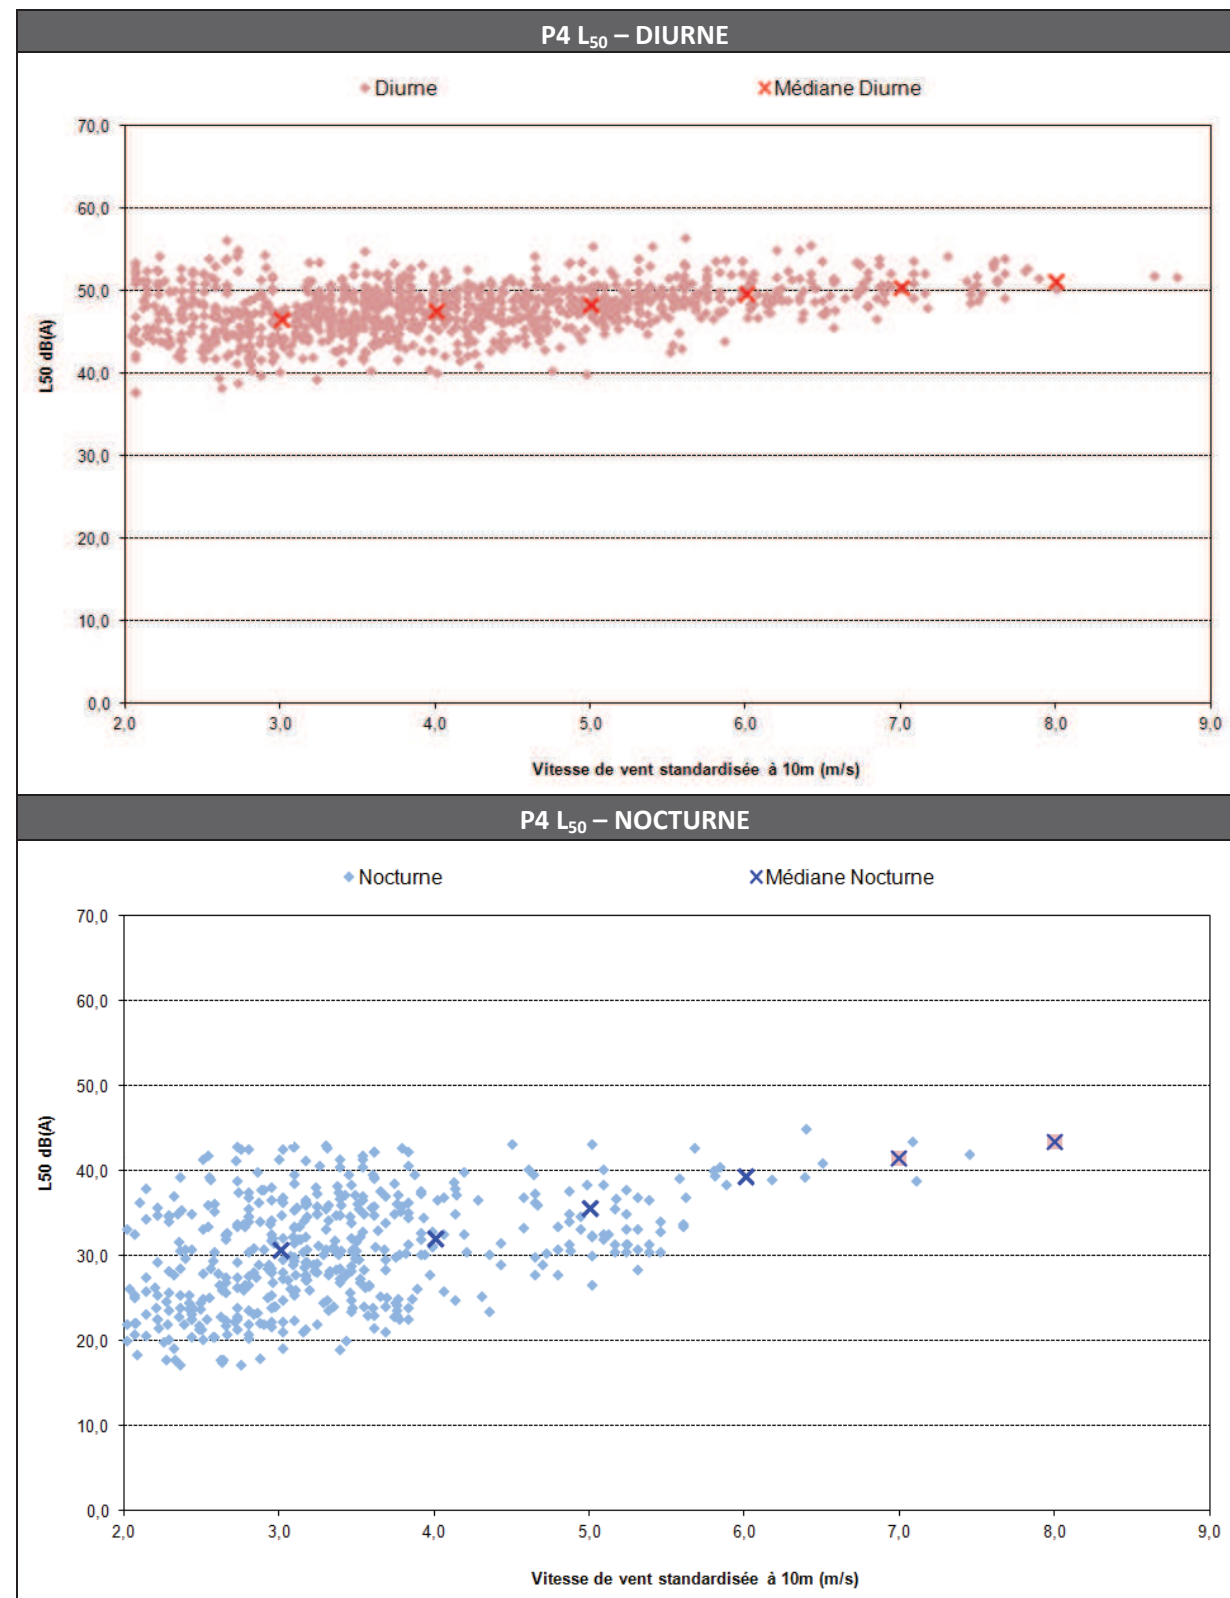 P4 L50 – DIURNE
Diurne
Médiane Diurne
70,0
60,0
50,0
40,0
30,0
20,0
10,0
0,0
L50 dB(A)
2,0 3,0 4,0 5,0 6,0 7,0 8,0 9,0
Vitesse de vent standardisée à 10m (m/s)
P4 L50 – NOCTURNE
Nocturne
Médiane Nocturne
70,0
60,0
50,0
40,0
30,0
20,0
10,0
0,0
L50 dB(A)
2,0 3,0 4,0 5,0 6,0 7,0 8,0 9,0
Vitesse de vent standardisée à 10m (m/s)